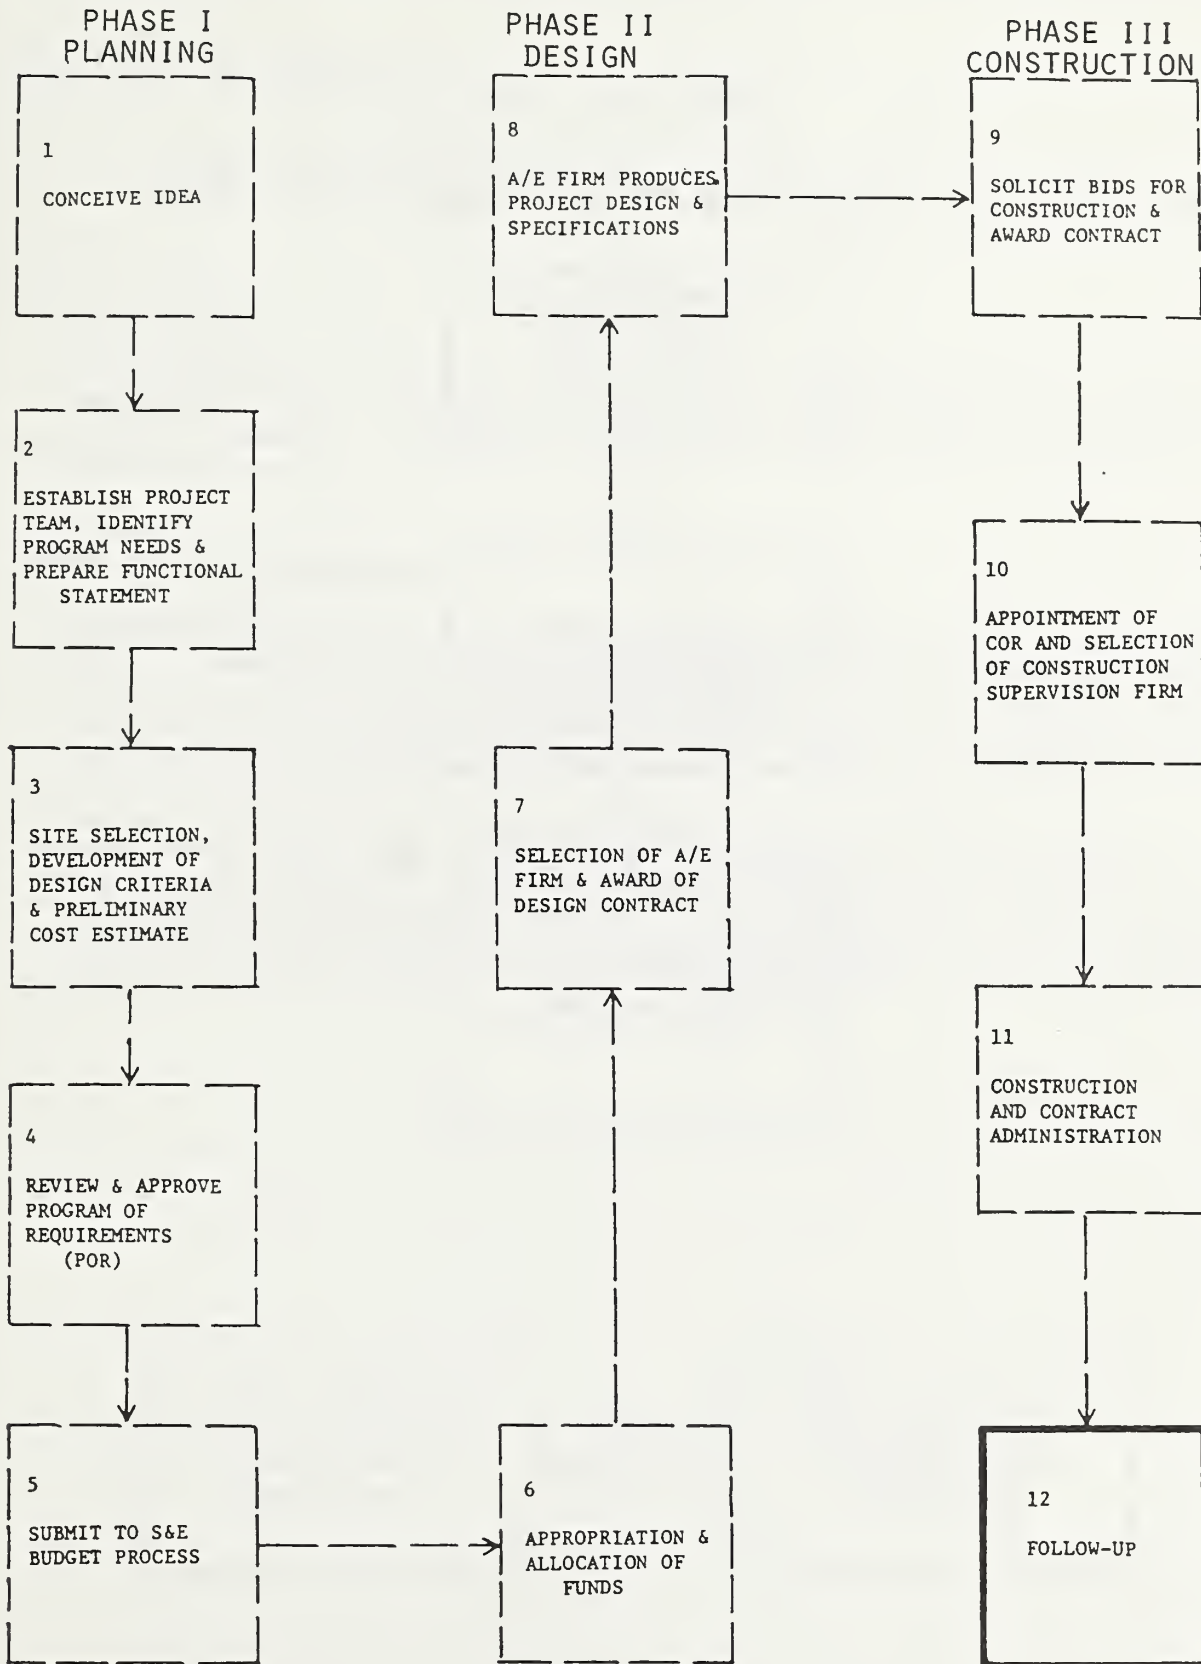 PHASE I
PLANNING
1
CONCEIVE IDEA
2
ESTABLISH PROJECT
TEAM, IDENTIFY
PROGRAM NEEDS &
PREPARE FUNCTIONAL
STATEMENT
3
SITE SELECTION,
DEVELOPMENT OF
DESIGN CRITERIA
& PRELIMINARY
COST ESTIMATE
4
REVIEW & APPROVE
PROGRAM OF
REQUIREMENTS
(POR)
5
SUBMIT TO S&E
BUDGET PROCESS
PHASE II
DESIGN
6
APPROPRIATION &
ALLOCATION OF
FUNDS
7
SELECTION OF A/E
FIRM & AWARD OF
DESIGN CONTRACT
8
A/E FIRM PRODUCES
PROJECT DESIGN &
SPECIFICATIONS
PHASE III
CONSTRUCTION
9
SOLICIT BIDS FOR
CONSTRUCTION &
AWARD CONTRACT
10
APPOINTMENT OF
COR AND SELECTION
OF CONSTRUCTION
SUPERVISION FIRM
11
CONSTRUCTION
AND CONTRACT
ADMINISTRATION
12
FOLLOW-UP